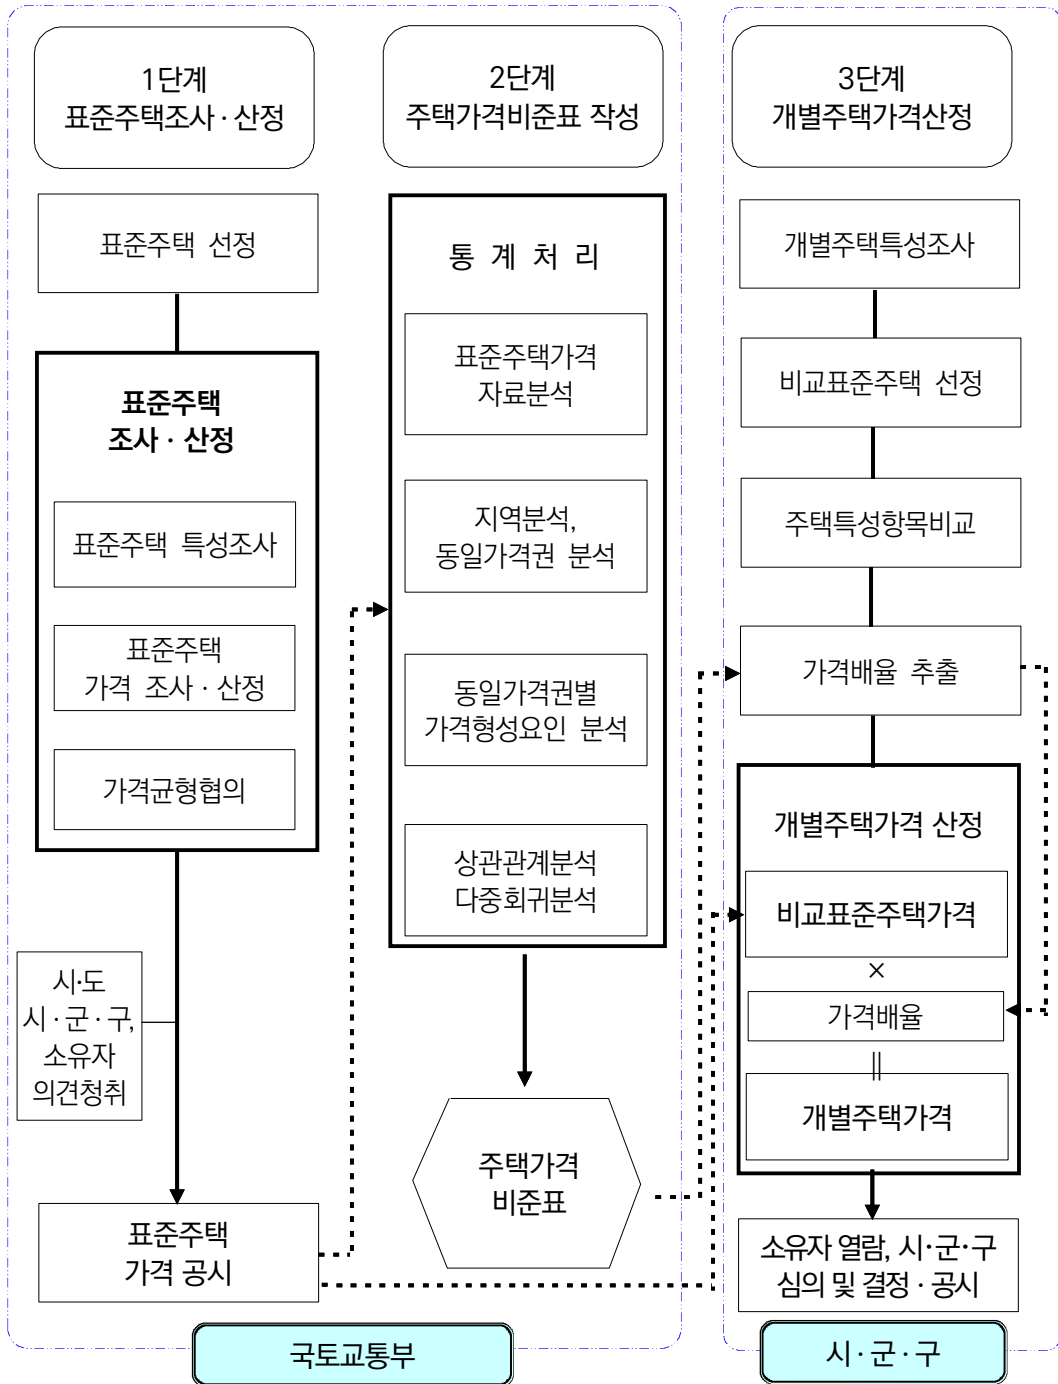 1단계
표준주택조사 · 산정
표준주택 선정
표준주택
조사 · 산정
표준주택 특성조사
표준주택
가격 조사 · 산정
가격균형협의
시·도
시 · 군 · 구,
소유자
의견청취
표준주택
가격 공시
2단계
주택가격비준표 작성
통 계 처 리
표준주택가격
자료분석
지역분석,
동일가격권 분석
동일가격권별
가격형성요인 분석
상관관계분석
다중회귀분석
주택가격
비준표
국토교통부
3단계
개별주택가격산정
개별주택특성조사
비교표준주택 선정
주택특성항목비교
가격배율 추출
개별주택가격 산정
비교표준주택가격
×
가격배율
||
개별주택가격
소유자 열람, 시·군·구
심의 및 결정 · 공시
시 · 군 · 구